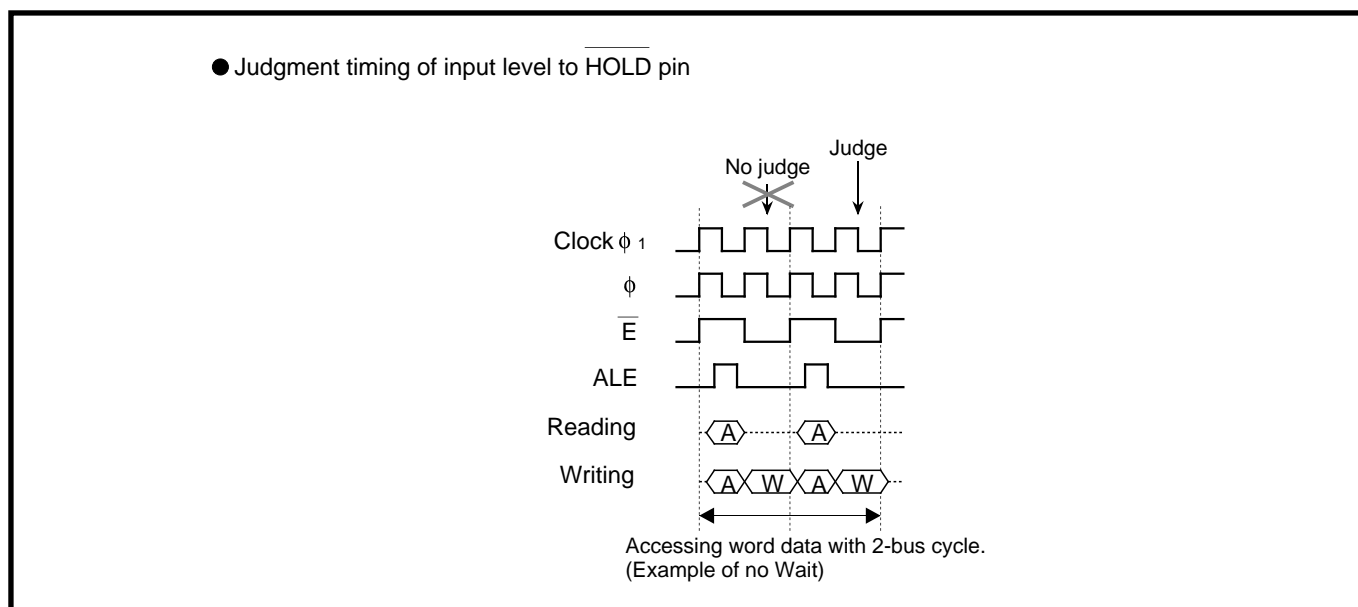 ● Judgment timing of input level to HOLD pin
Judge
No judge
Clock ϕ 1
ϕ
E
ALE
Reading A A
Writing A W A W
Accessing word data with 2-bus cycle.
(Example of no Wait)